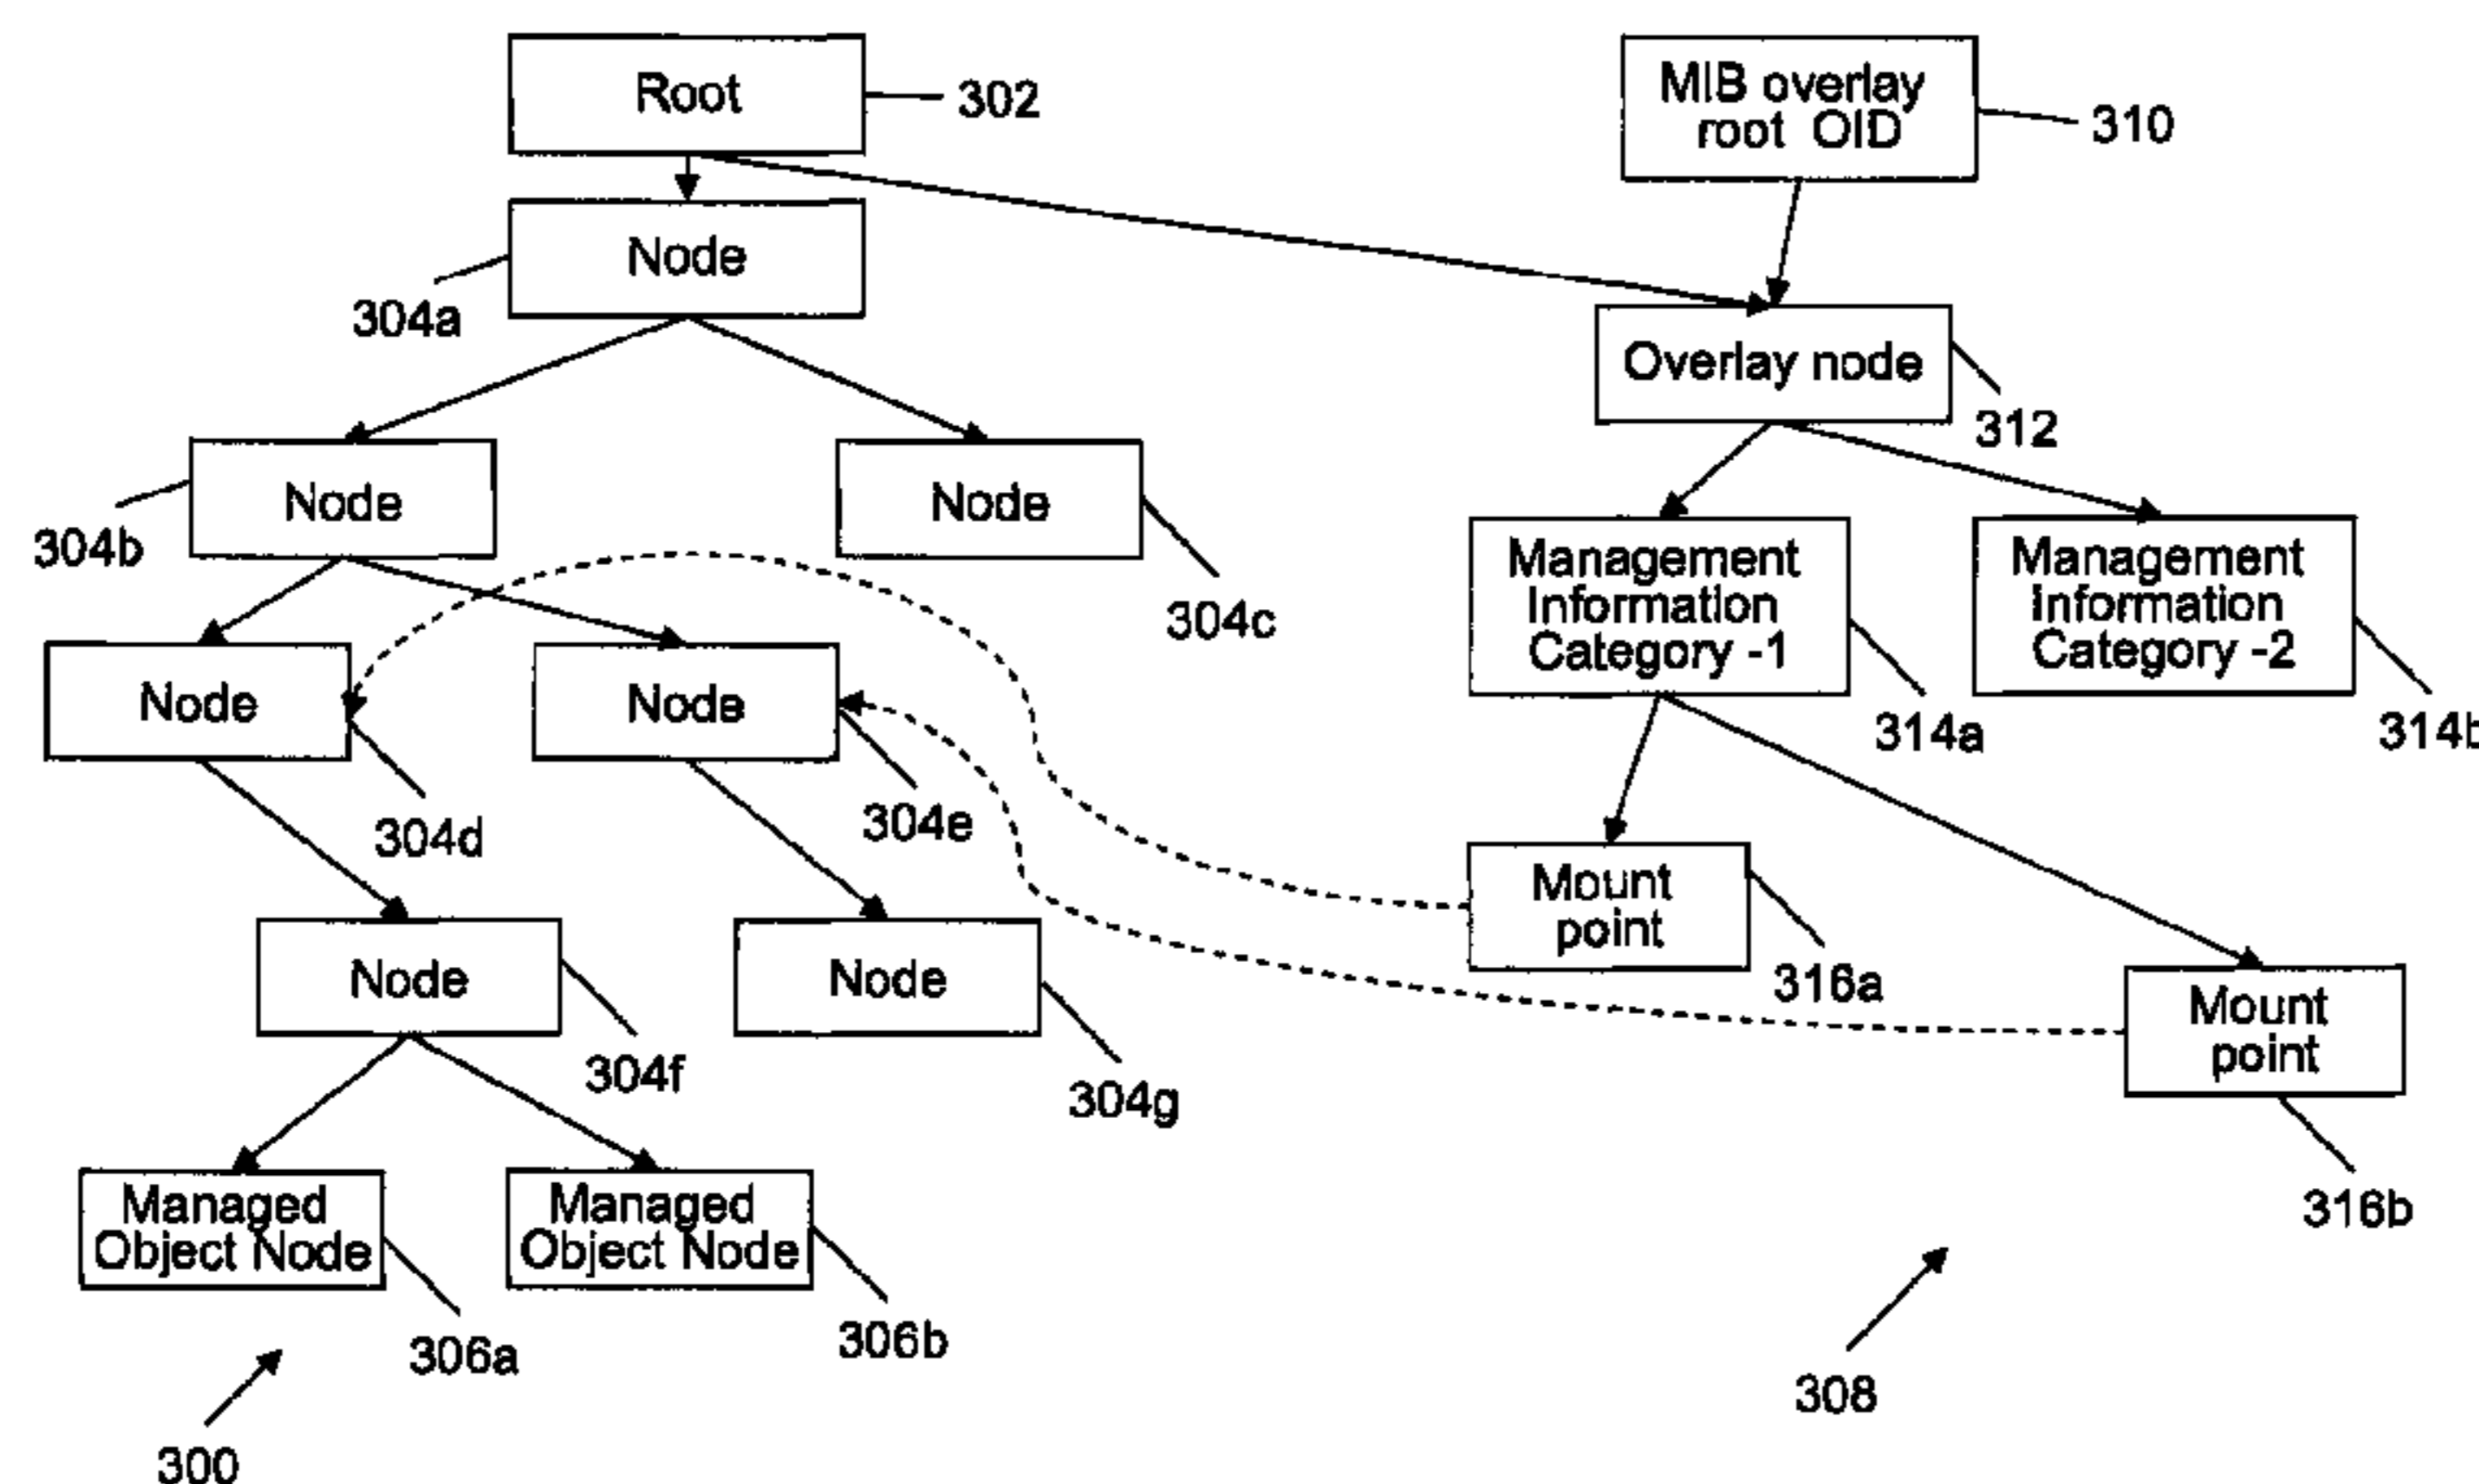 Root
302
MIB overlay
root OID
310
Node
304a
Overlay node
312
Node
304b
Node
304c
Management
Information
Category -1
314a
Management
Information
Category -2
314b
Node
304d
Node
304e
Mount
point
316a
Node
304f
Node
304g
Mount
point
316b
Managed
Object Node
306a
Managed
Object Node
306b
300
308